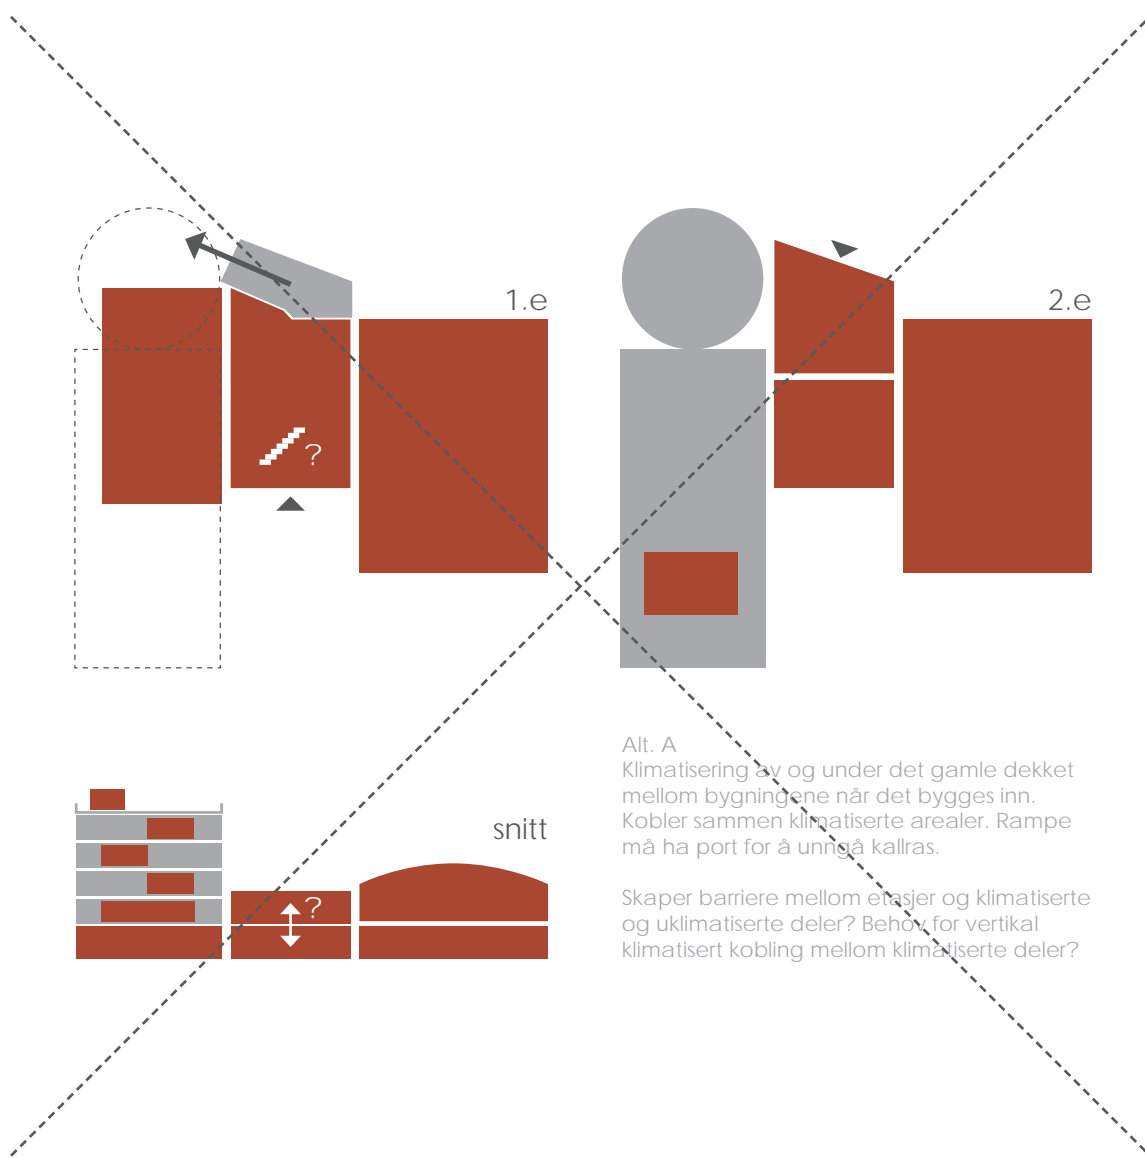 1.e
2.e
?
snitt
?
Alt. A
Klimatisering av og under det gamle dekket
mellom bygningene når det bygges inn.
Kobler sammen klimatiserte arealer. Rampe
må ha port for å unngå kallras.
Skaper barriere mellom etasjer og klimatiserte
og uklimatiserte deler? Behov for vertikal
klimatisert kobling mellom klimatiserte deler?